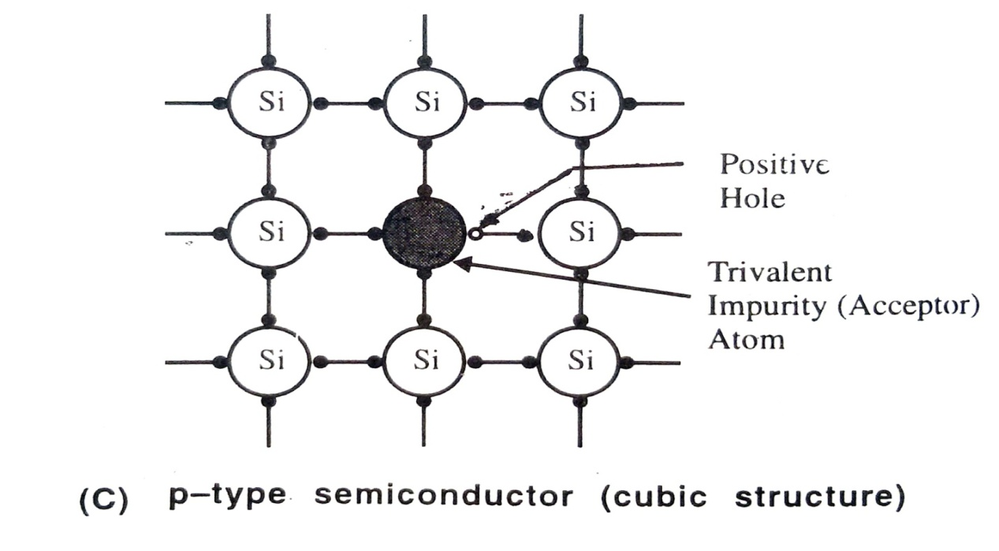 Si Si Si
Positive
Hole
Si Si
Trivalent
Impurity (Acceptor)
Atom
Si Si Si
(C) p–type semiconductor (cubic structure)